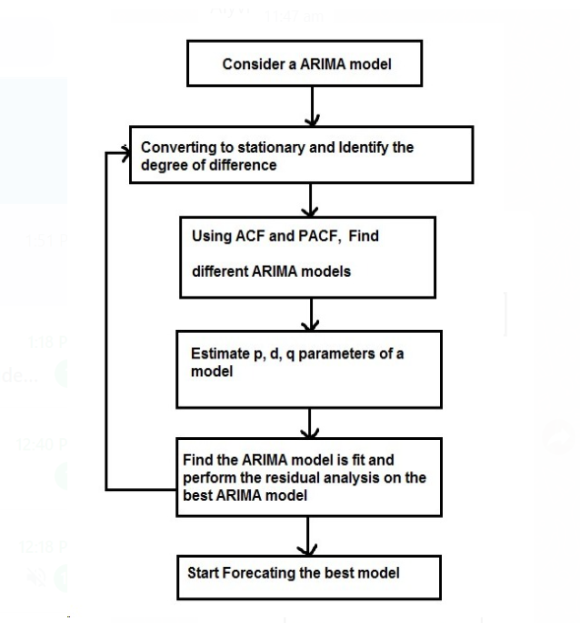 Consider a ARIMA model
Converting to stationary and Identify the
degree of difference
Using ACF and PACF, Find
different ARIMA models
Estimate p, d, q parameters of a
model
Find the ARIMA model is fit and
perform the residual analysis on the
best ARIMA model
Start Forecating the best model